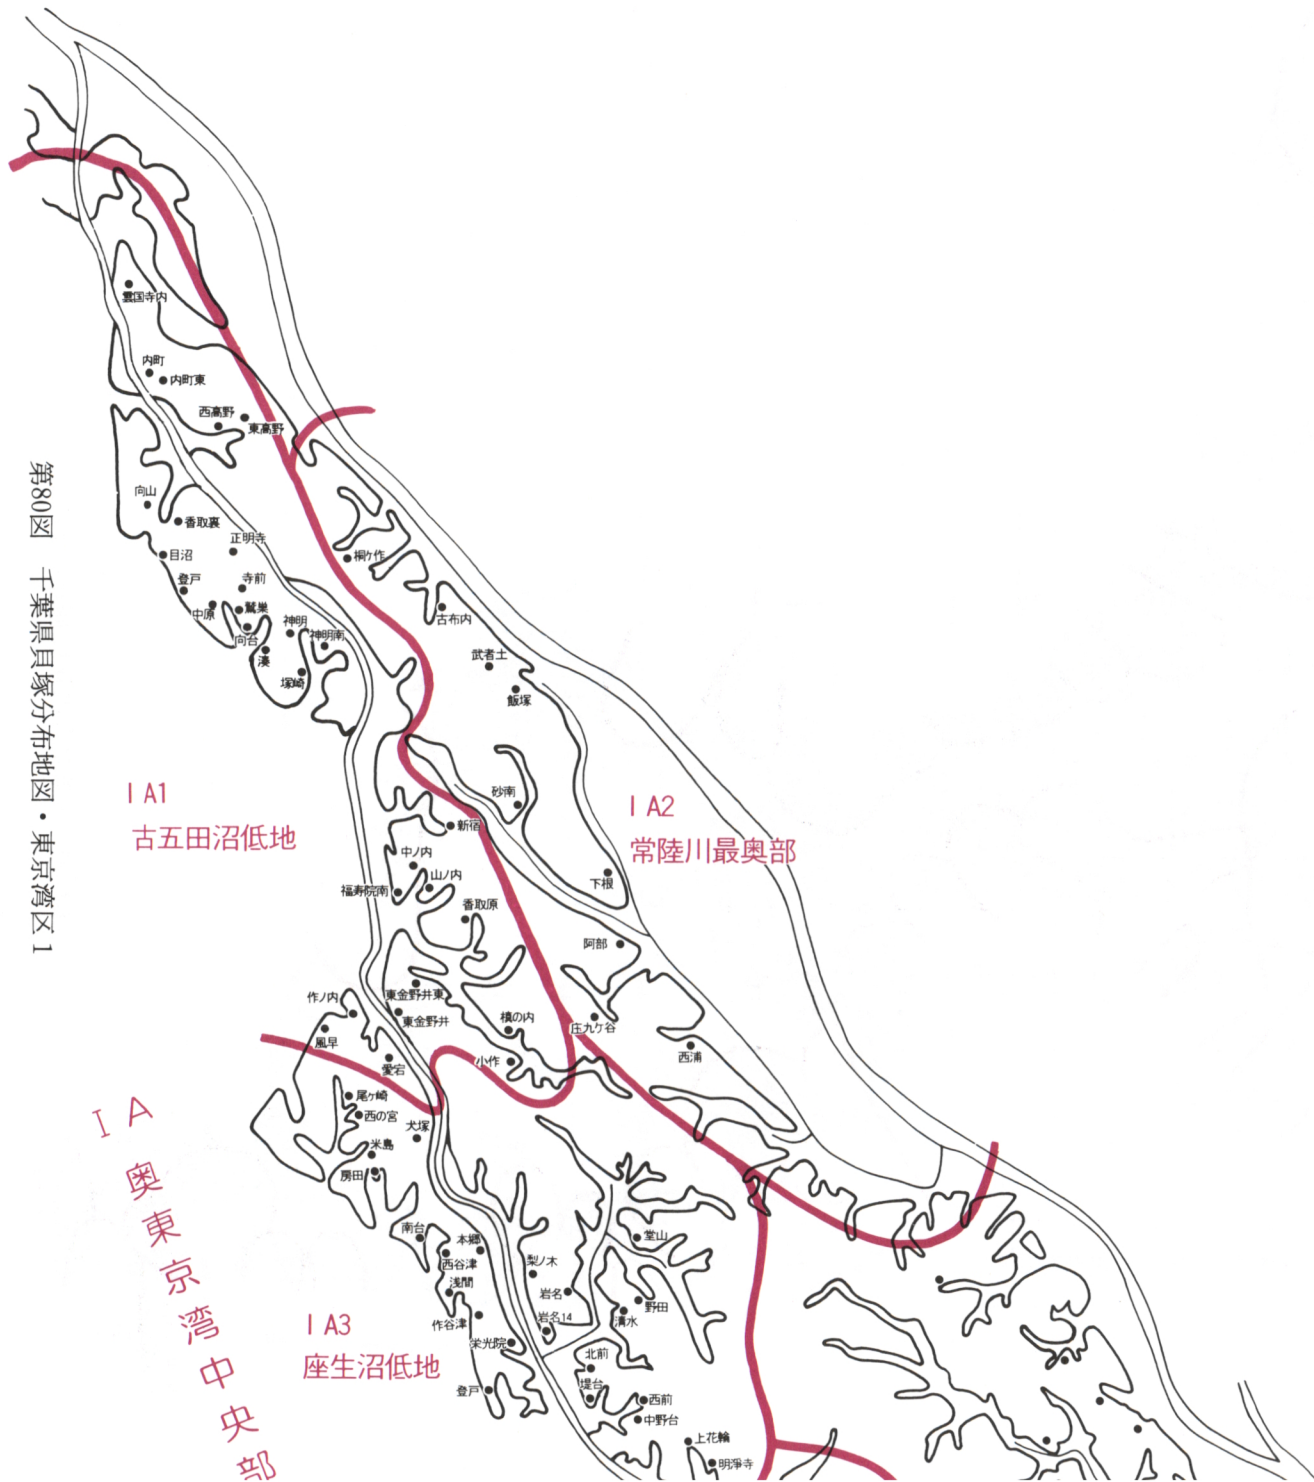 第80図　千葉県貝塚分布地図・東京湾区1
雲国寺内
内町
内町東
西高野
東高野
向山
香取裏
正明寺
目沼
登戸
寺前
中原
鷲巣
向台
湊
神明
神明南
塚崎
桐ケ作
古布内
武者土
飯塚
砂南
新宿
I A1
古五田沼低地
I A2
常陸川最奥部
下根
中ノ内
山ノ内
福寿院南
香取原
阿部
東金野井東
東金野井
作ノ内
風早
愛宕
槙の内
小作
庄九ケ谷
西浦
尾ケ崎
西の宮
犬塚
米島
房田
I A
奥東京湾中央部
南台
本郷
西谷津
浅間
作谷津
栄光院
登戸
I A3
座生沼低地
梨ノ木
岩名
岩名14
堂山
野田
清水
北前
堤台
西前
中野台
上花輪
明淨寺